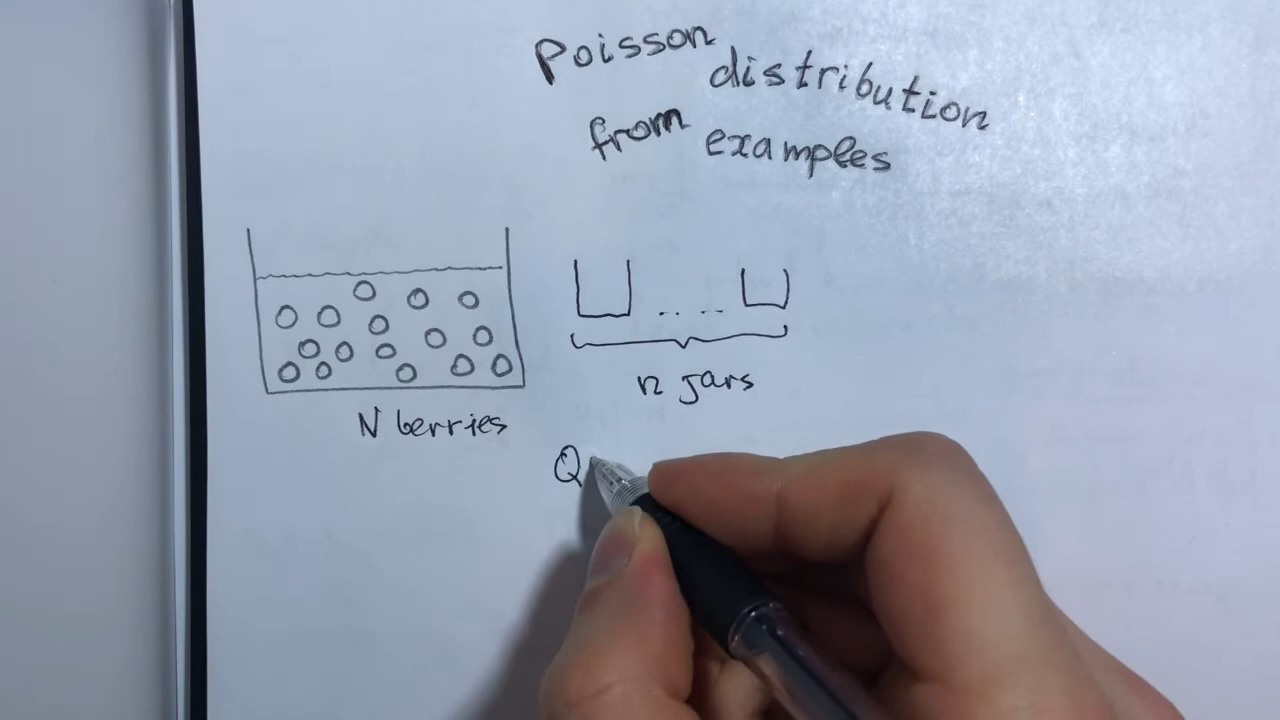 Poisson distribution
from examples
n jars
N berries
Q